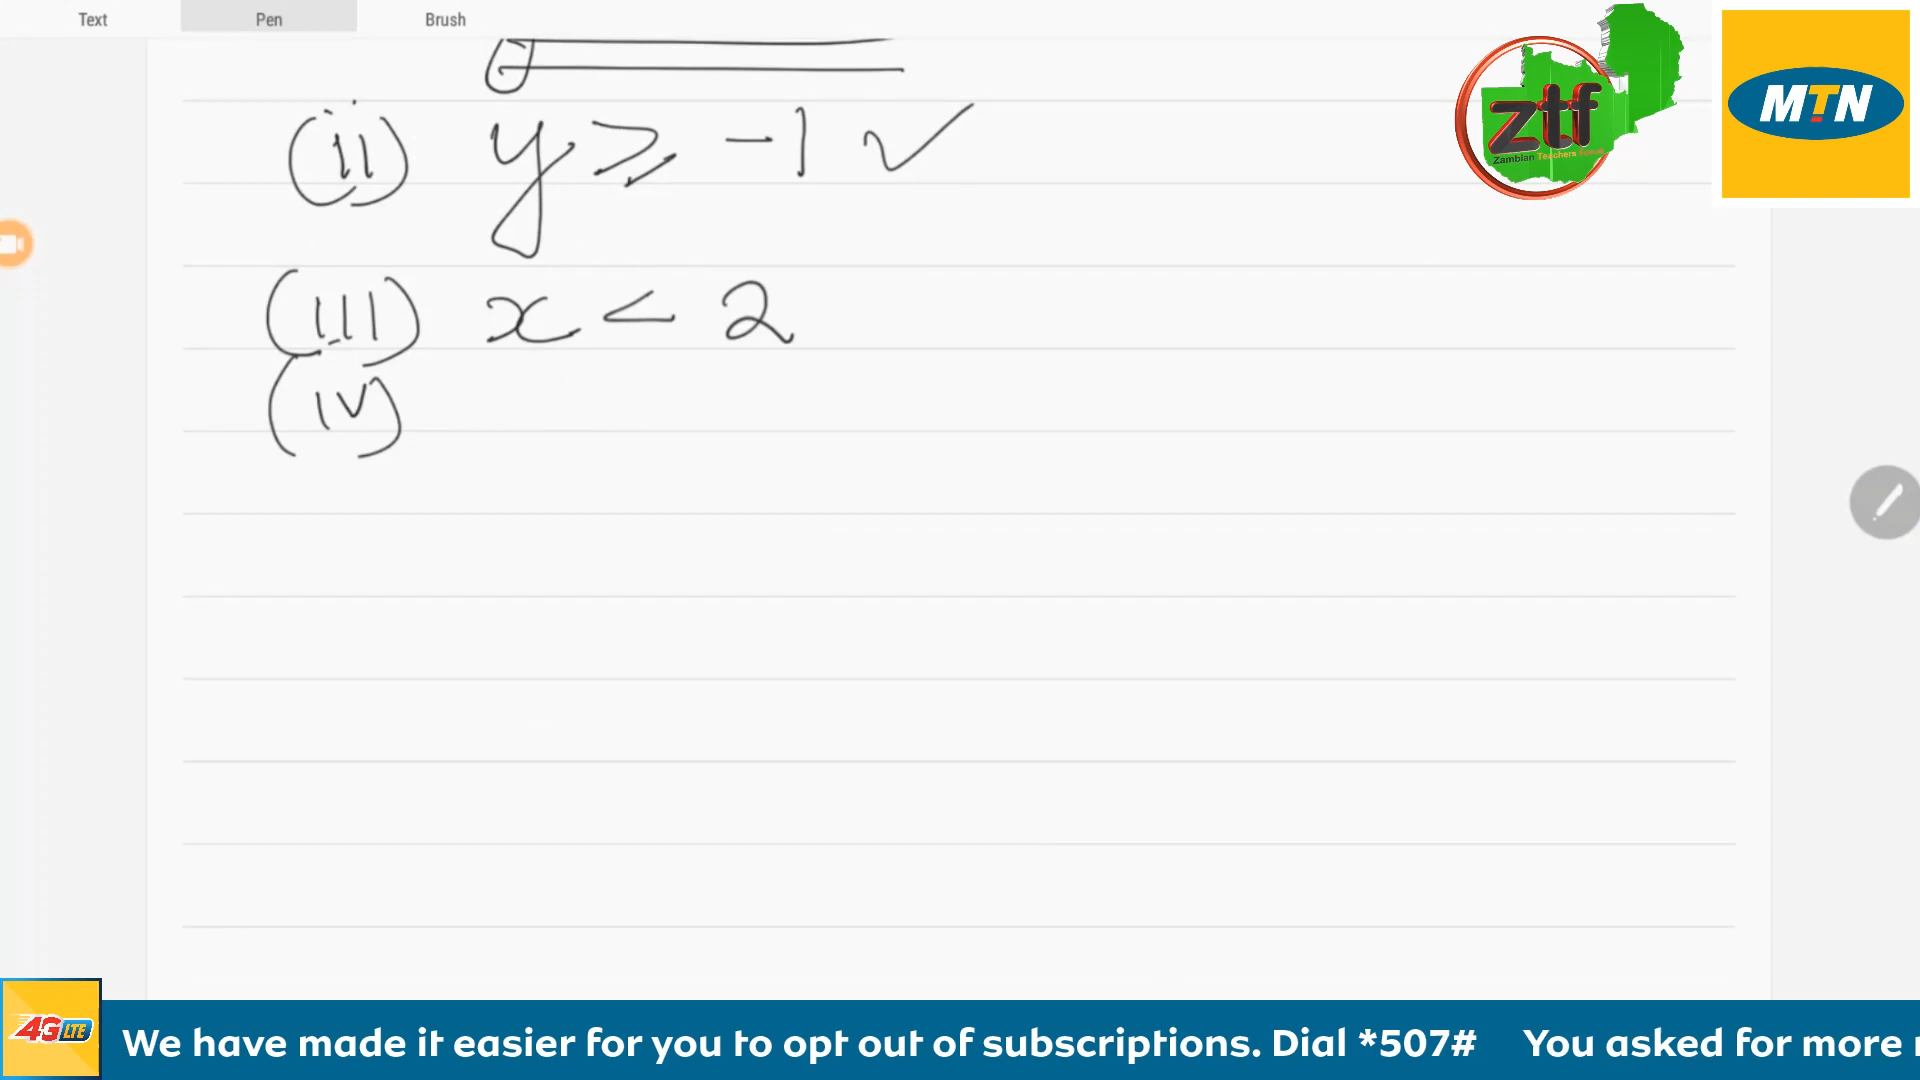 Text Pen Brush
(ii) y ⩾ -1 ✓
(iii) x < 2
(iv)
ztf
Zambian Teachers Forum
MTN
4G LTE
We have made it easier for you to opt out of subscriptions. Dial *507# You asked for more